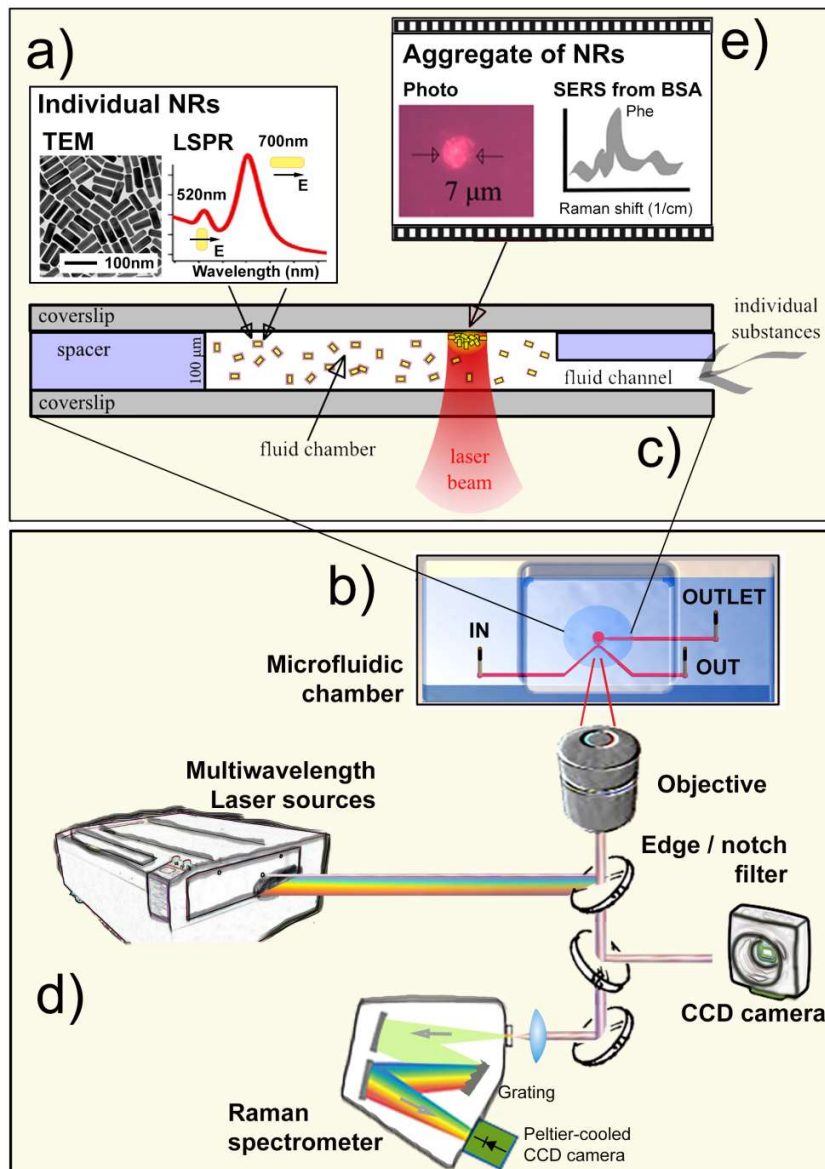 a)
Individual NRs
TEM
LSPR
700nm
E
520nm
E
100nm
Wavelength (nm)
e)
Aggregate of NRs
Photo
SERS from BSA
Phe
7 μm
Raman shift (1/cm)
coverslip
individual
substances
spacer
100 μm
fluid channel
coverslip
fluid chamber
laser
beam
c)
b)
OUTLET
IN
OUT
Microfluidic
chamber
Multiwavelength
Laser sources
Objective
Edge / notch
filter
d)
CCD camera
Grating
Raman
spectrometer
Peltier-cooled
CCD camera